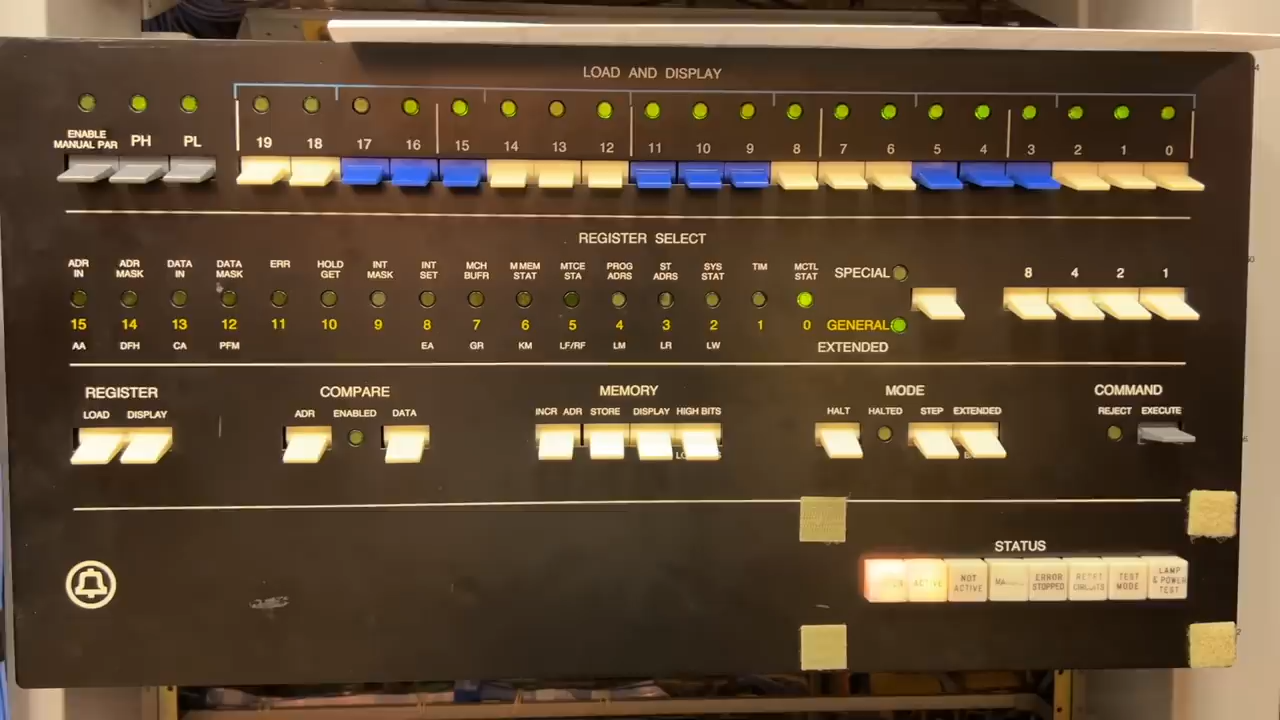 LOAD AND DISPLAY
ENABLE
MANUAL PAR
PH
PL
19 18 17 16 15 14 13 12 11 10 9 8 7 6 5 4 3 2 1 0
REGISTER SELECT
ADR
IN
ADR
MASK
DATA
IN
DATA
MASK
ERR
HOLD
GET
INT
MASK
INT
SET
MCH
BUFR
M MEM
STAT
MTCE
STA
PROG
ADRS
ST
ADRS
SYS
STAT
TIM
MCTL
STAT
SPECIAL
8 4 2 1
15 14 13 12 11 10 9 8 7 6 5 4 3 2 1 0
GENERAL
AA DFH CA PFM EA GR KM LF/RF LM LR LW
EXTENDED
REGISTER
LOAD DISPLAY
COMPARE
ADR ENABLED DATA
MEMORY
INCR ADR STORE DISPLAY HIGH BITS
MODE
HALT HALTED STEP EXTENDED
COMMAND
REJECT EXECUTE
STATUS
NOT
ACTIVE
ERROR
STOPPED
TEST
MODE
LAMP
& POWER
TEST